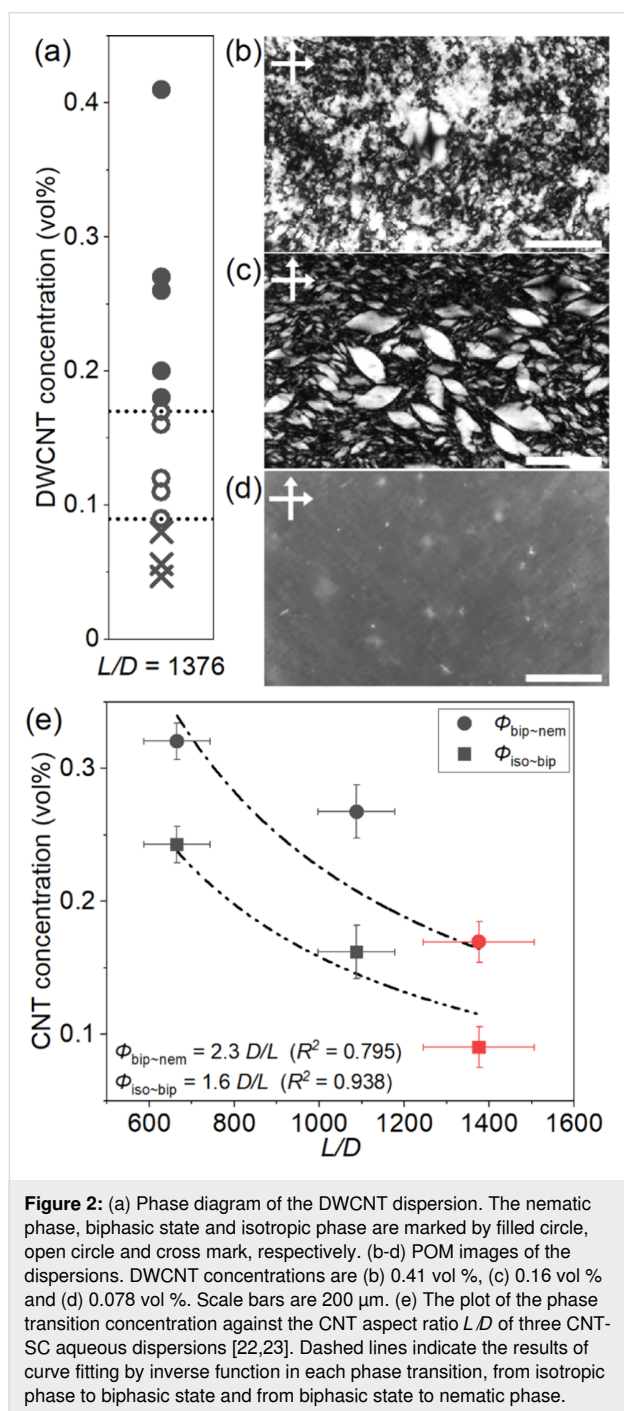 (a)
(b)
DWCNT concentration (vol%)
0.4
0.3
0.2
0.1
0
L/D = 1376
(c)
(d)
(e)
CNT concentration (vol%)
0.3
0.2
0.1
Φbip~nem
Φiso~bip
Φbip~nem = 2.3 D/L (R² = 0.795)
Φiso~bip = 1.6 D/L (R² = 0.938)
600 800 1000 1200 1400 1600
L/D
Figure 2: (a) Phase diagram of the DWCNT dispersion. The nematic
phase, biphasic state and isotropic phase are marked by filled circle,
open circle and cross mark, respectively. (b-d) POM images of the
dispersions. DWCNT concentrations are (b) 0.41 vol %, (c) 0.16 vol %
and (d) 0.078 vol %. Scale bars are 200 μm. (e) The plot of the phase
transition concentration against the CNT aspect ratio L/D of three CNT-
SC aqueous dispersions [22,23]. Dashed lines indicate the results of
curve fitting by inverse function in each phase transition, from isotropic
phase to biphasic state and from biphasic state to nematic phase.